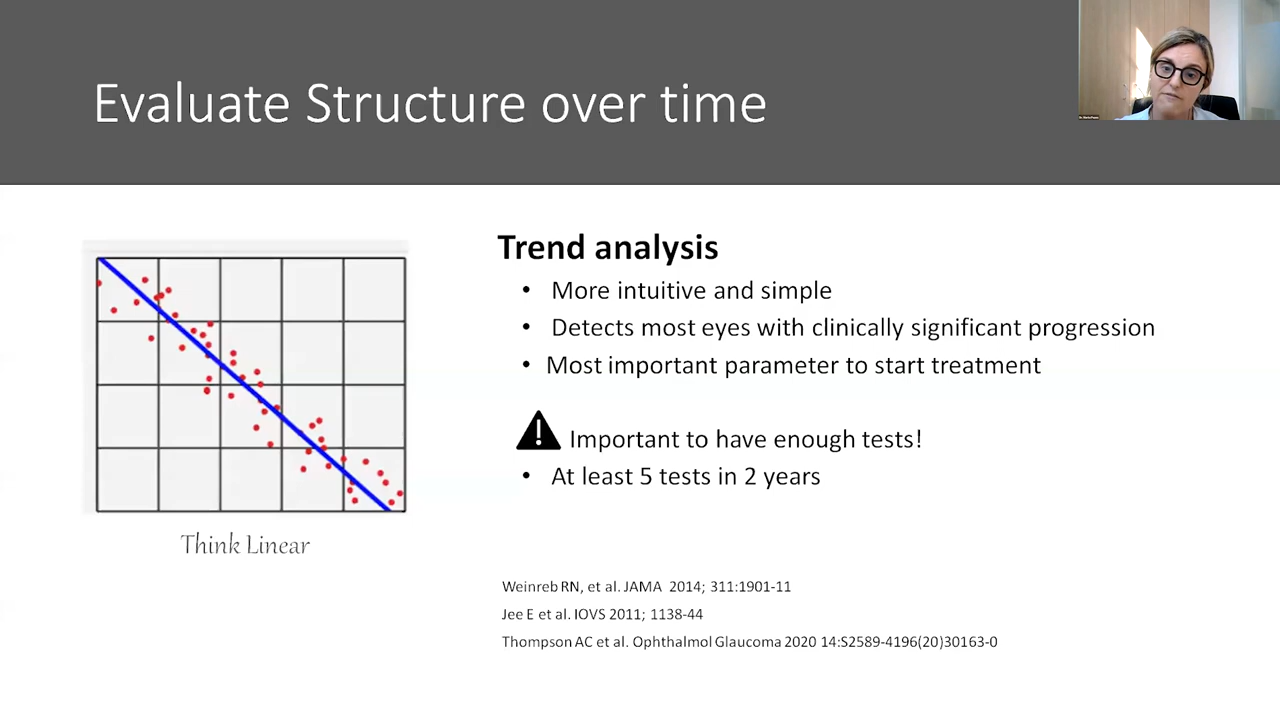 Evaluate Structure over time
Trend analysis
• More intuitive and simple
• Detects most eyes with clinically significant progression
• Most important parameter to start treatment
Important to have enough tests!
• At least 5 tests in 2 years
Think Linear
Weinreb RN, et al. JAMA 2014; 311:1901-11
Jee E et al. IOVS 2011; 1138-44
Thompson AC et al. Ophthalmol Glaucoma 2020 14:S2589-4196(20)30163-0